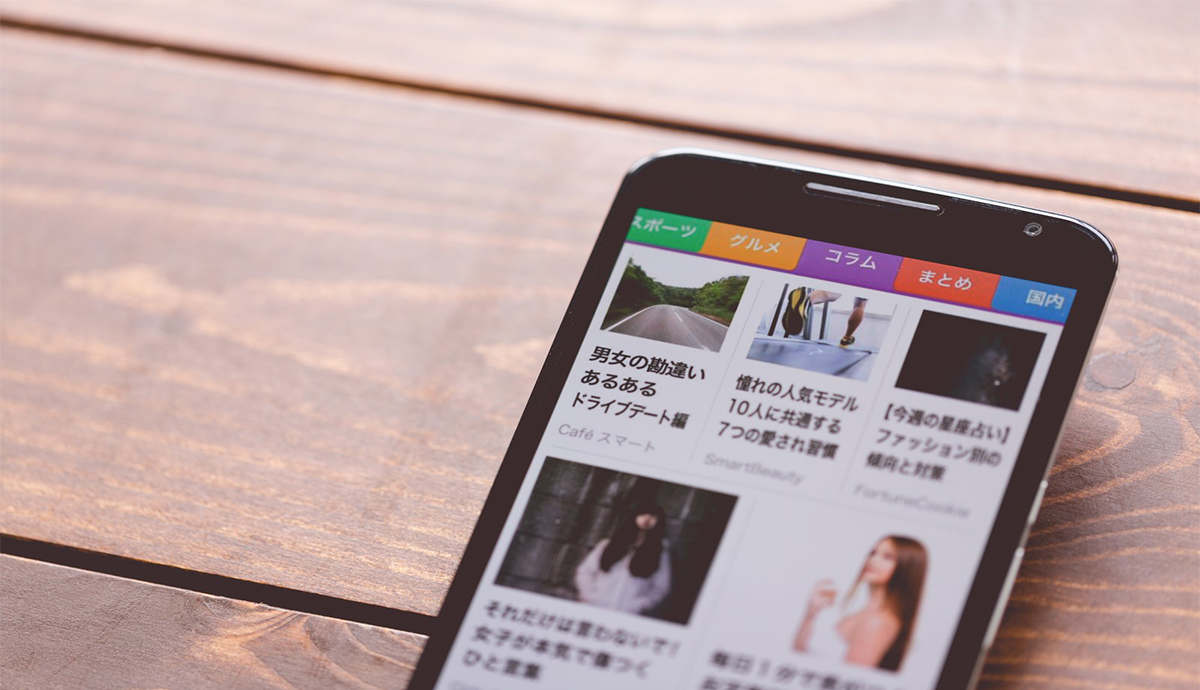 スポーツ
グルメ
コラム
まとめ
国内
男女の勘違い
あるある
ドライブデート編
Café スマート
憧れの人気モデル
10人に共通する
7つの愛され習慣
SmartBeauty
【今週の星座占い】
ファッション別の
傾向と対策
FortuneCookie
それだけは言わないで!
女子が本気で傷つく
ひと言集
毎日1分で